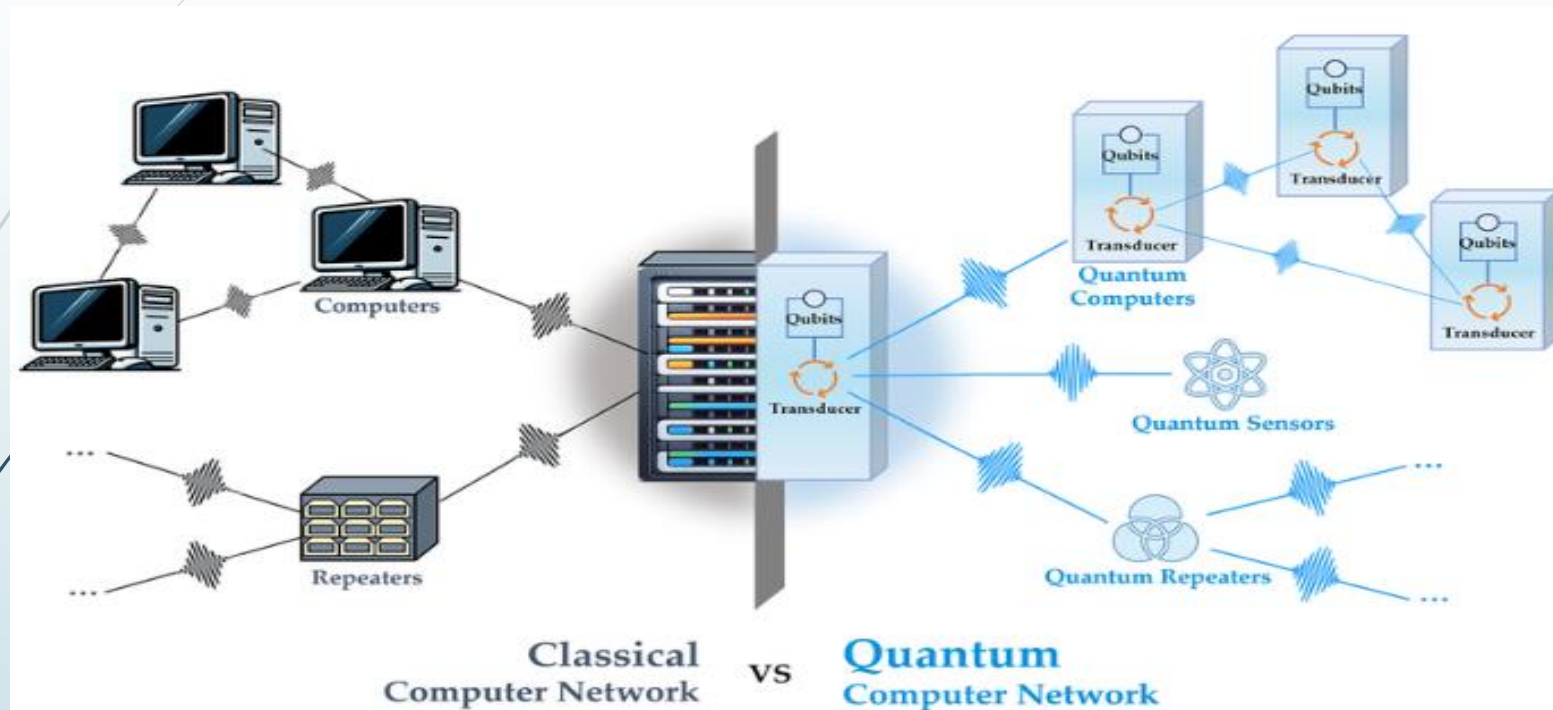 Computers
...
...
Repeaters
Qubits
Transducer
Qubits
Transducer
Quantum
Computers
Qubits
Transducer
Qubits
Transducer
Quantum Sensors
Quantum Repeaters
...
...
Classical
Computer Network
vs
Quantum
Computer Network